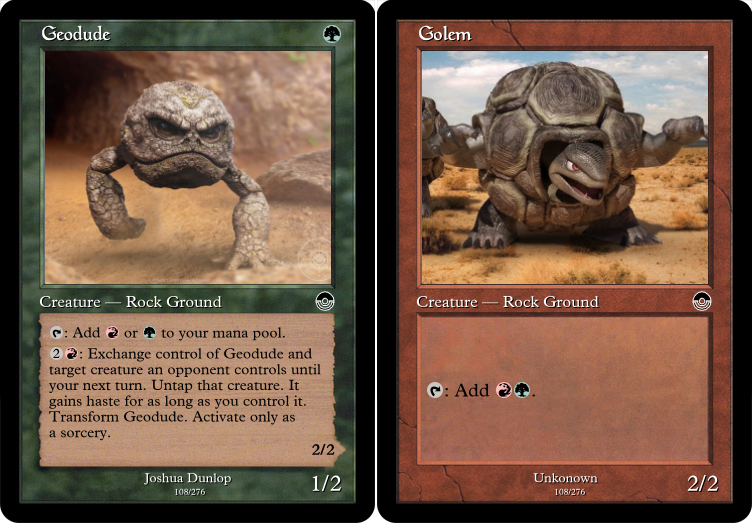 Geodude
Creature — Rock Ground
: Add or to your mana pool.
2 : Exchange control of Geodude and
target creature an opponent controls until
your next turn. Untap that creature. It
gains haste for as long as you control it.
Transform Geodude. Activate only as
a sorcery.
2/2
Joshua Dunlop
108/276
1/2
Golem
Creature — Rock Ground
: Add .
Unkonown
108/276
2/2